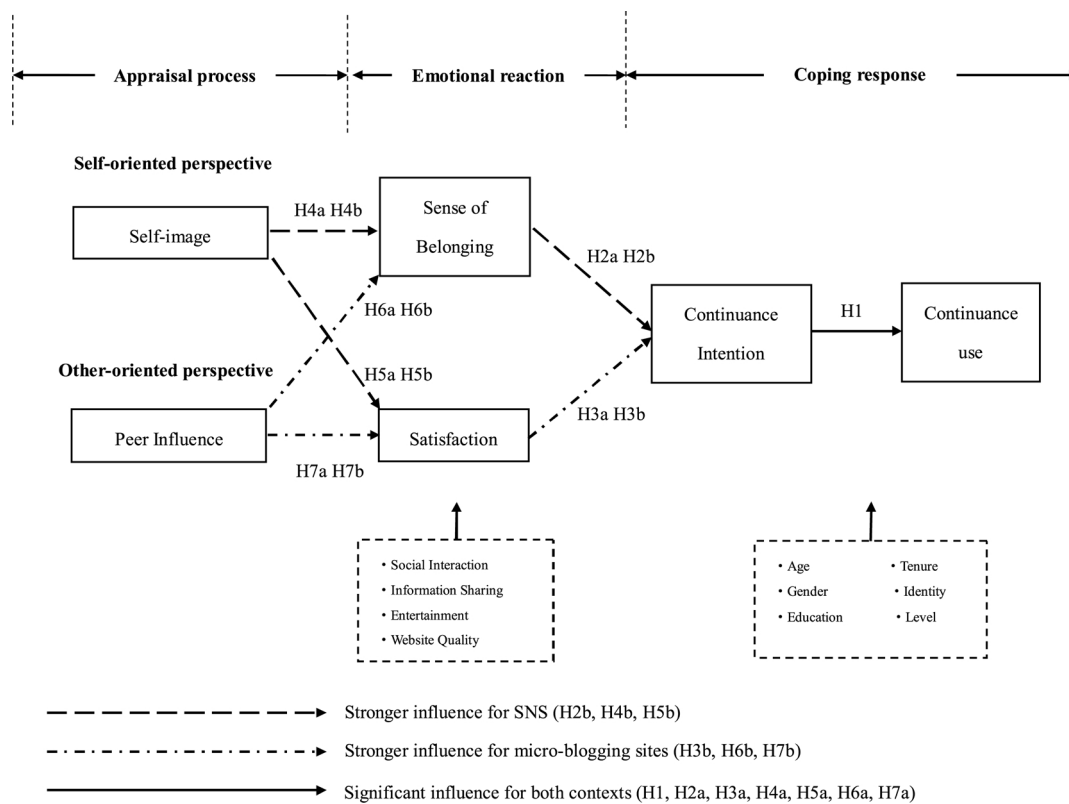 Appraisal process
Emotional reaction
Coping response
Self-oriented perspective
Self-image
H4a H4b
Sense of
Belonging
H2a H2b
H6a H6b
Continuance
Intention
H1
Continuance
use
Other-oriented perspective
H5a H5b
Peer Influence
H7a H7b
Satisfaction
H3a H3b
• Social Interaction
• Information Sharing
• Entertainment
• Website Quality
• Age
• Gender
• Education
• Tenure
• Identity
• Level
Stronger influence for SNS (H2b, H4b, H5b)
Stronger influence for micro-blogging sites (H3b, H6b, H7b)
Significant influence for both contexts (H1, H2a, H3a, H4a, H5a, H6a, H7a)